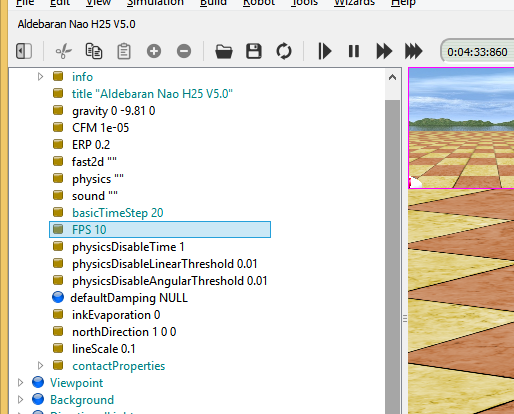 File Edit View Simulation Build Robot Tools Wizards Help
Aldebaran Nao H25 V5.0
0:04:33:860
info
title "Aldebaran Nao H25 V5.0"
gravity 0 -9.81 0
CFM 1e-05
ERP 0.2
fast2d ""
physics ""
sound ""
basicTimeStep 20
FPS 10
physicsDisableTime 1
physicsDisableLinearThreshold 0.01
physicsDisableAngularThreshold 0.01
defaultDamping NULL
inkEvaporation 0
northDirection 1 0 0
lineScale 0.1
contactProperties
Viewpoint
Background